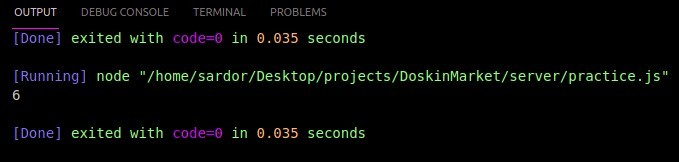 OUTPUT DEBUG CONSOLE TERMINAL PROBLEMS
[Done] exited with code=0 in 0.035 seconds
[Running] node "/home/sardor/Desktop/projects/DoskinMarket/server/practice.js"
6
[Done] exited with code=0 in 0.035 seconds